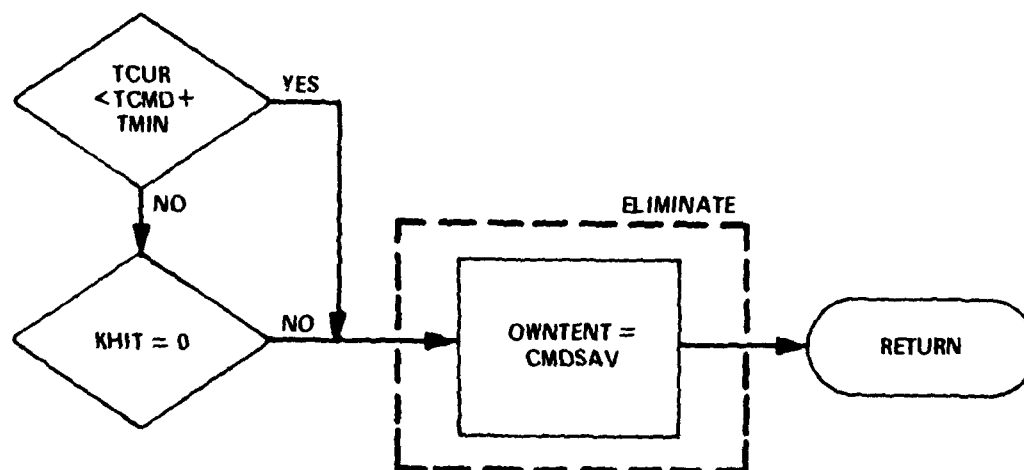 TCUR
<TCMD+
TMIN
YES
NO
ELIMINATE
KHIT = 0
NO
OWNTENT =
CMDSAV
RETURN